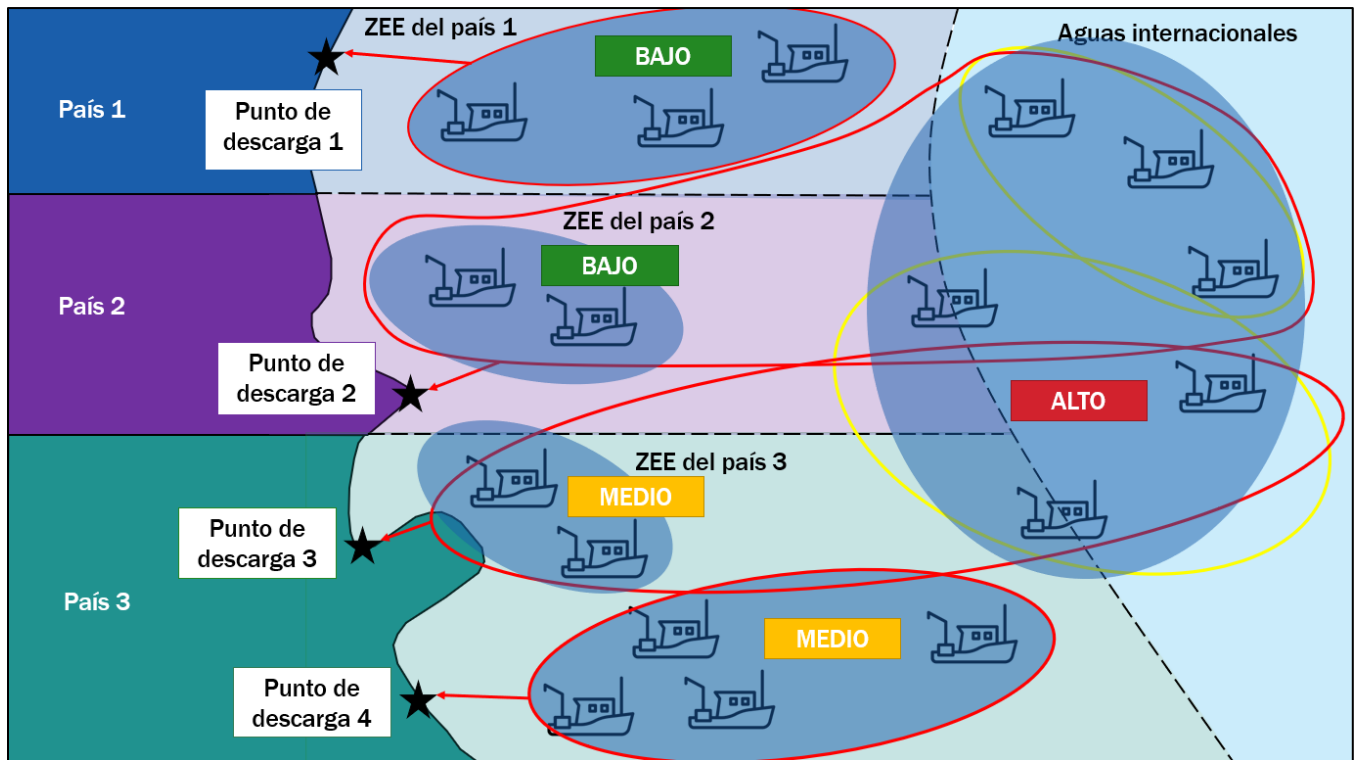 ZEE del país 1
Aguas internacionales
BAJO
País 1
Punto de
descarga 1
ZEE del país 2
BAJO
País 2
Punto de
descarga 2
ALTO
ZEE del país 3
MEDIO
Punto de
descarga 3
País 3
MEDIO
Punto de
descarga 4